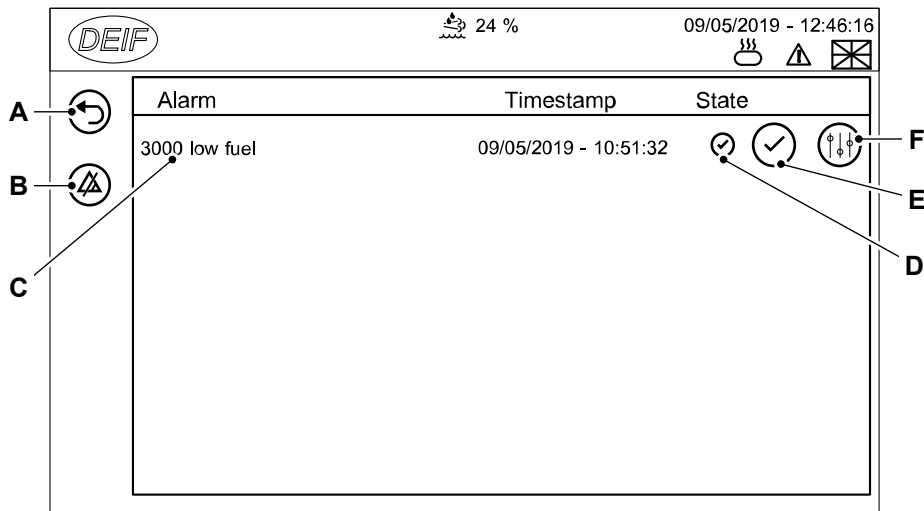 DEIF
24 %
09/05/2019 - 12:46:16
Alarm Timestamp State
A
3000 low fuel 09/05/2019 - 10:51:32
F
B
E
D
C